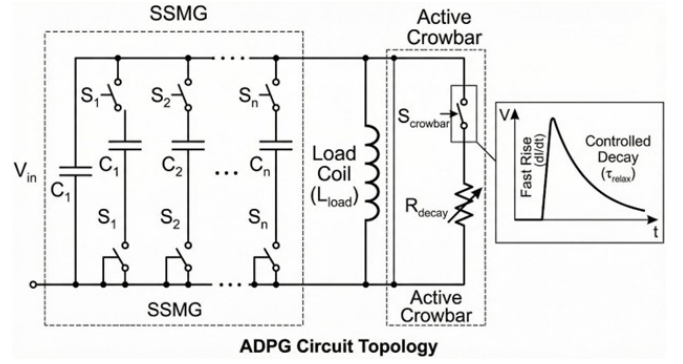 SSMG
Active
Crowbar
S1
S2
Sn
Scrowbar
Vin
C1
C1
C2
Cn
Load
Coil
(Lload)
Rdecay
V
Fast Rise
(dI/dt)
Controlled
Decay
(τrelax)
t
S1
S2
Sn
SSMG
Active
Crowbar
ADPG Circuit Topology